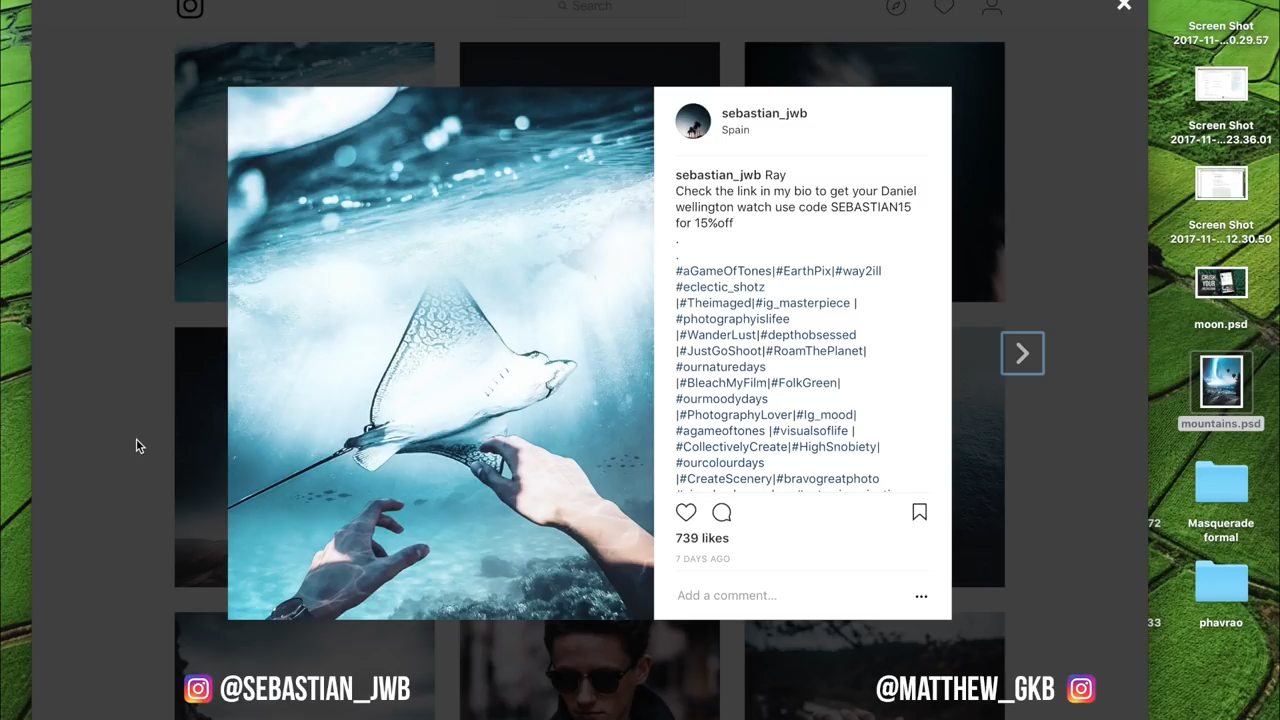 Search
Screen Shot
2017-11-...0.29.57
Screen Shot
2017-11-...23.36.01
Screen Shot
2017-11-...12.30.50
moon.psd
mountains.psd
72
Masquerade
formal
33
phavrao
sebastian_jwb
Spain
sebastian_jwb Ray
Check the link in my bio to get your Daniel
wellington watch use code SEBASTIAN15
for 15%off
.
.
#aGameOfTones|#EarthPix|#way2ill
#eclectic_shotz
|#Theimaged|#ig_masterpiece |
#photographyislifee
|#WanderLust|#depthobsessed
|#JustGoShoot|#RoamThePlanet|
#ournaturedays
|#BleachMyFilm|#FolkGreen|
#ourmoodydays
|#PhotographyLover|#Ig_mood|
#agameoftones |#visualsoflife |
#CollectivelyCreate|#HighSnobiety|
#ourcolourdays
|#CreateScenery|#bravogreatphoto
739 likes
7 DAYS AGO
Add a comment...
@SEBASTIAN_JWB
@MATTHEW_GKB